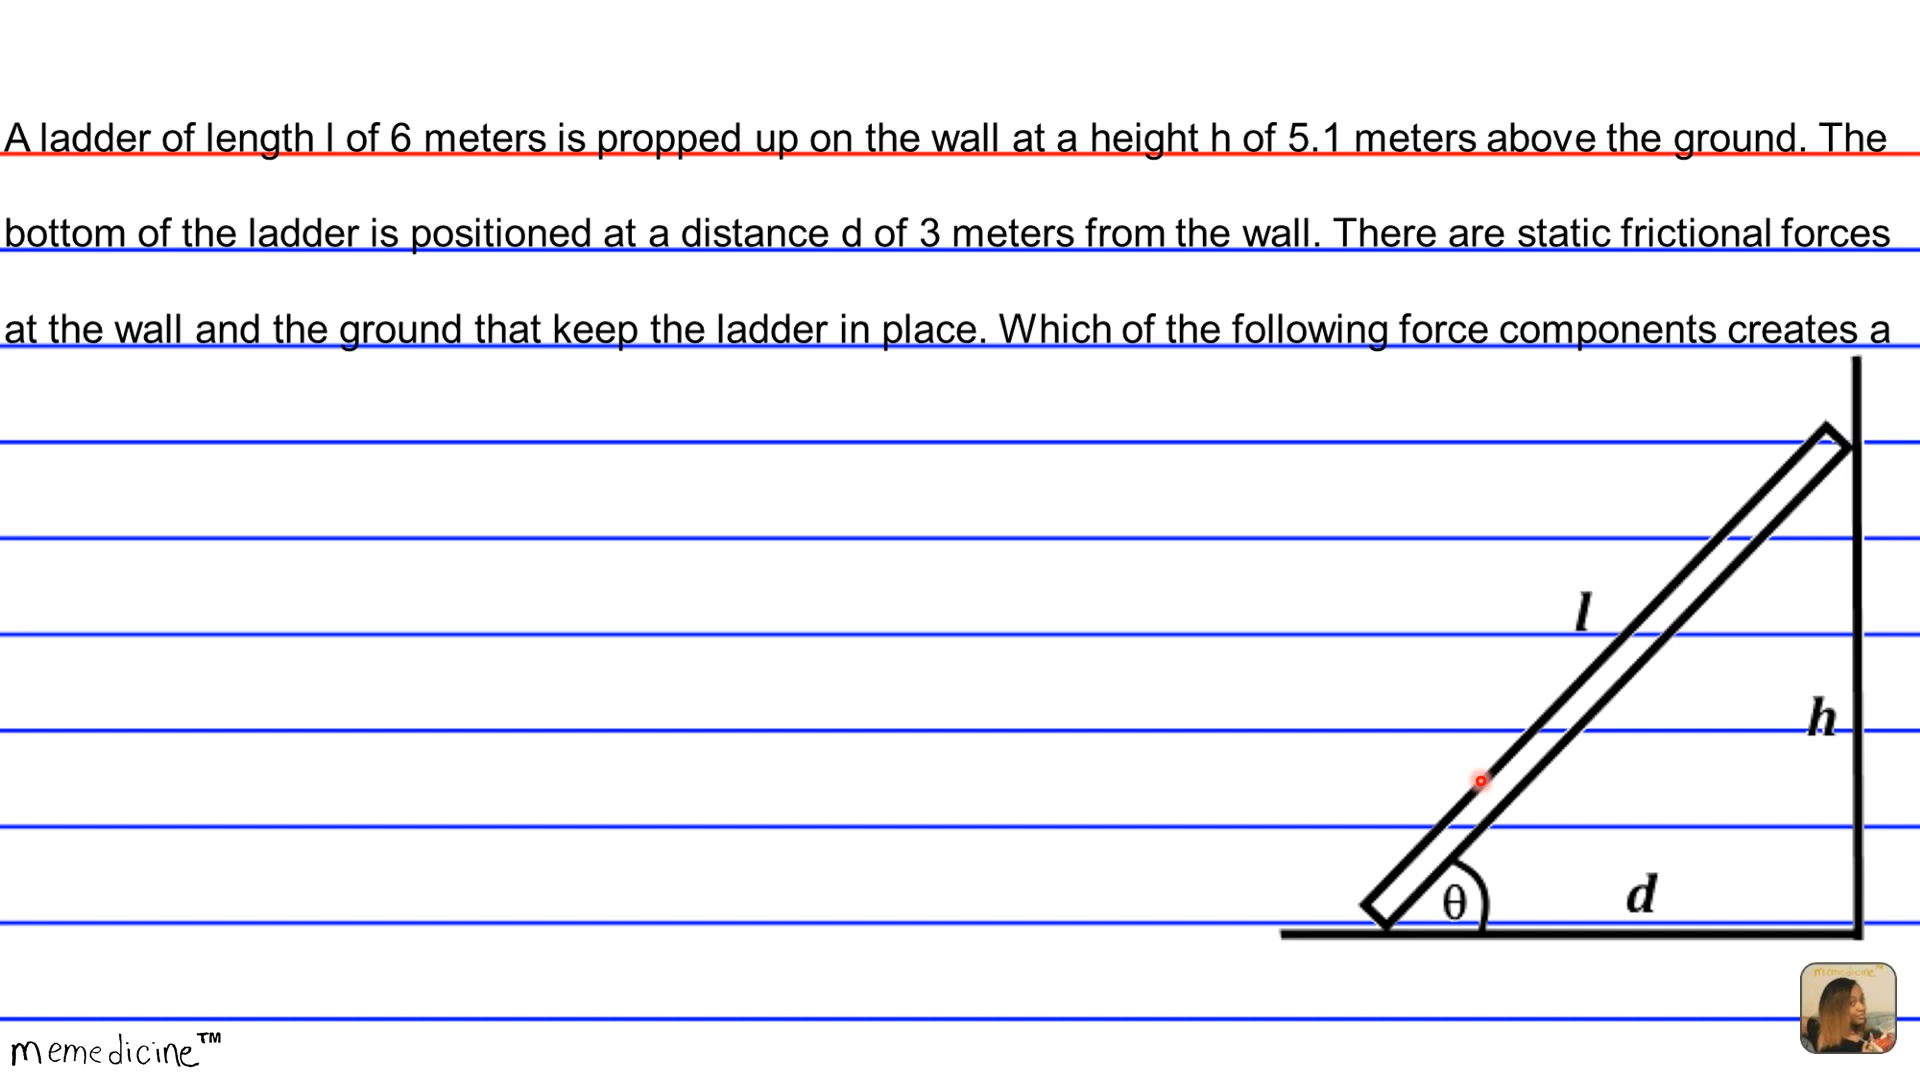 A ladder of length l of 6 meters is propped up on the wall at a height h of 5.1 meters above the ground. The
bottom of the ladder is positioned at a distance d of 3 meters from the wall. There are static frictional forces
at the wall and the ground that keep the ladder in place. Which of the following force components creates a
l
h
θ
d
memedicine™
memedicine™